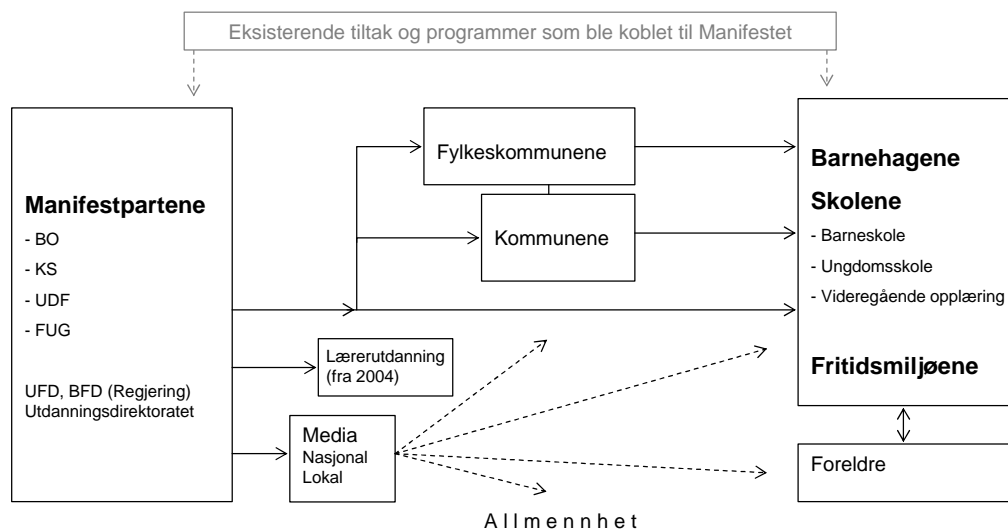 Eksisterende tiltak og programmer som ble koblet til Manifestet
Manifestpartene
- BO
- KS
- UDF
- FUG
UFD, BFD (Regjering)
Utdanningsdirektoratet
Fylkeskommunene
Kommunene
Lærerutdanning
(fra 2004)
Media
Nasjonal
Lokal
Barnehagene
Skolene
- Barneskole
- Ungdomsskole
- Videregående opplæring
Fritidsmiljøene
Foreldre
A l l m e n n h e t